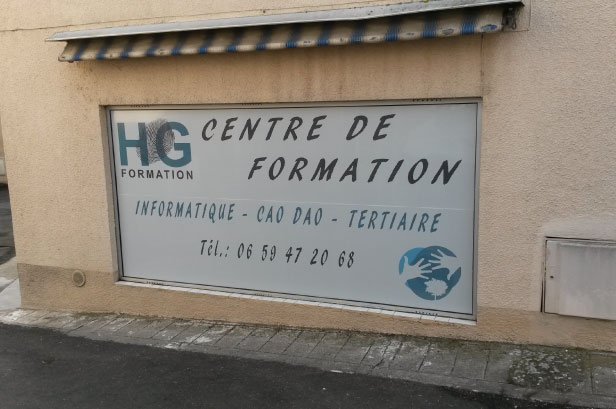 HG
FORMATION
CENTRE DE
FORMATION
INFORMATIQUE - CAO DAO - TERTIAIRE
Tél.: 06 59 47 20 68